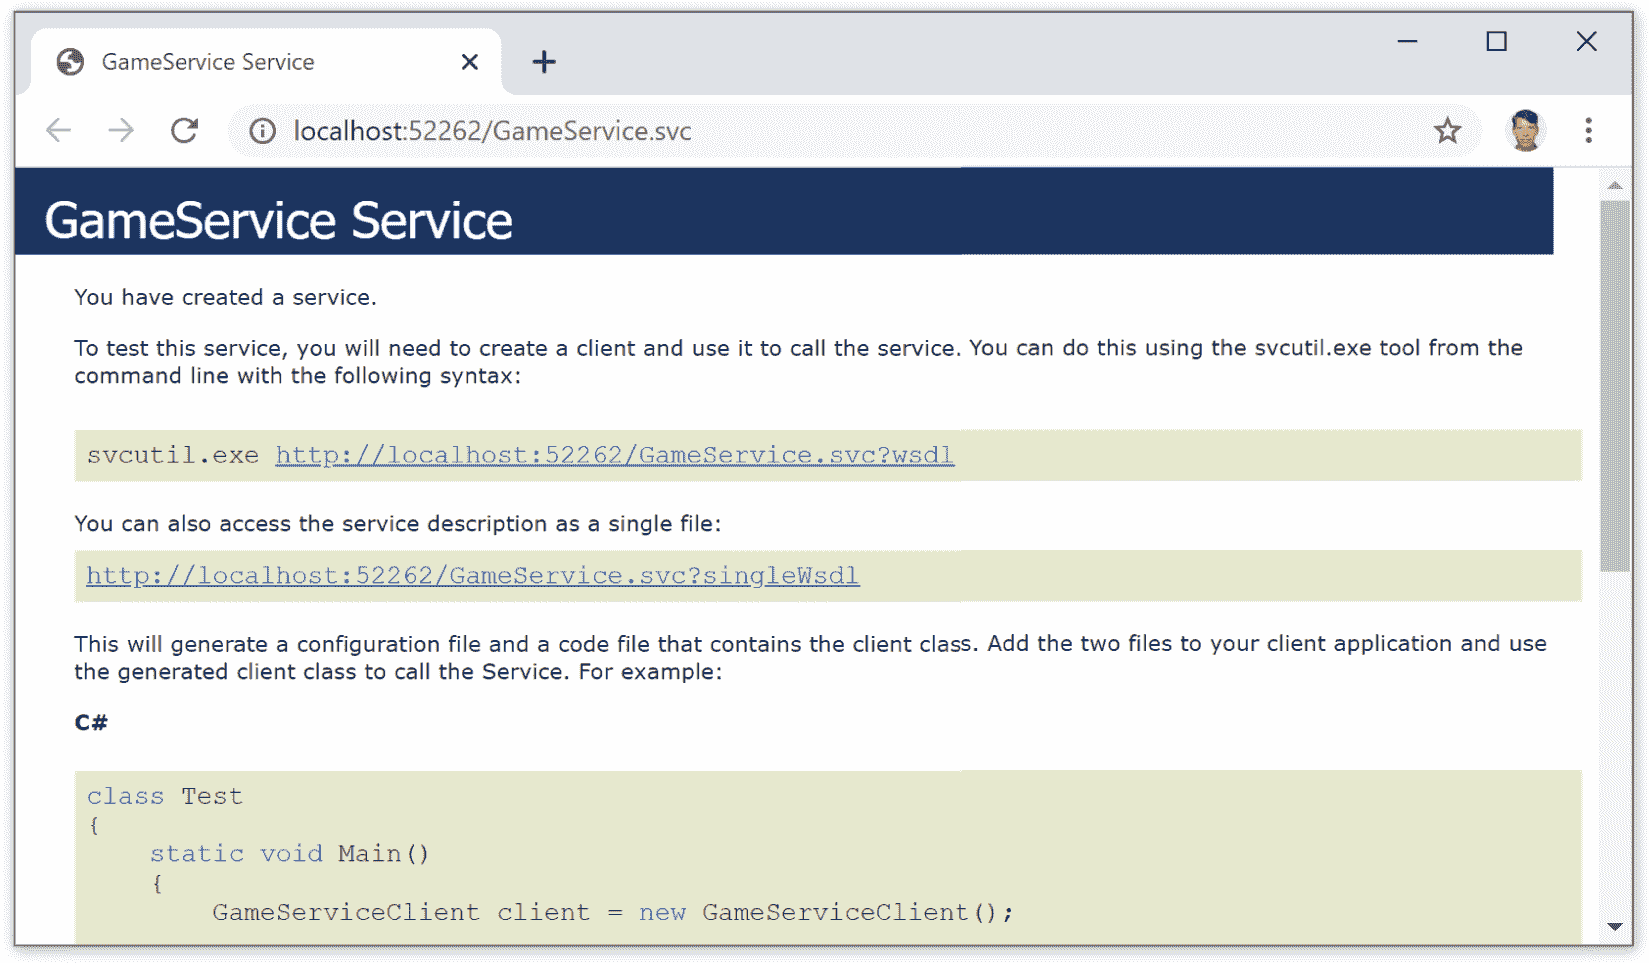 GameService Service
localhost:52262/GameService.svc
GameService Service
You have created a service.
To test this service, you will need to create a client and use it to call the service. You can do this using the svcutil.exe tool from the
command line with the following syntax:
svcutil.exe http://localhost:52262/GameService.svc?wsdl
You can also access the service description as a single file:
http://localhost:52262/GameService.svc?singleWsdl
This will generate a configuration file and a code file that contains the client class. Add the two files to your client application and use
the generated client class to call the Service. For example:
C#
class Test
{
    static void Main()
    {
        GameServiceClient client = new GameServiceClient();